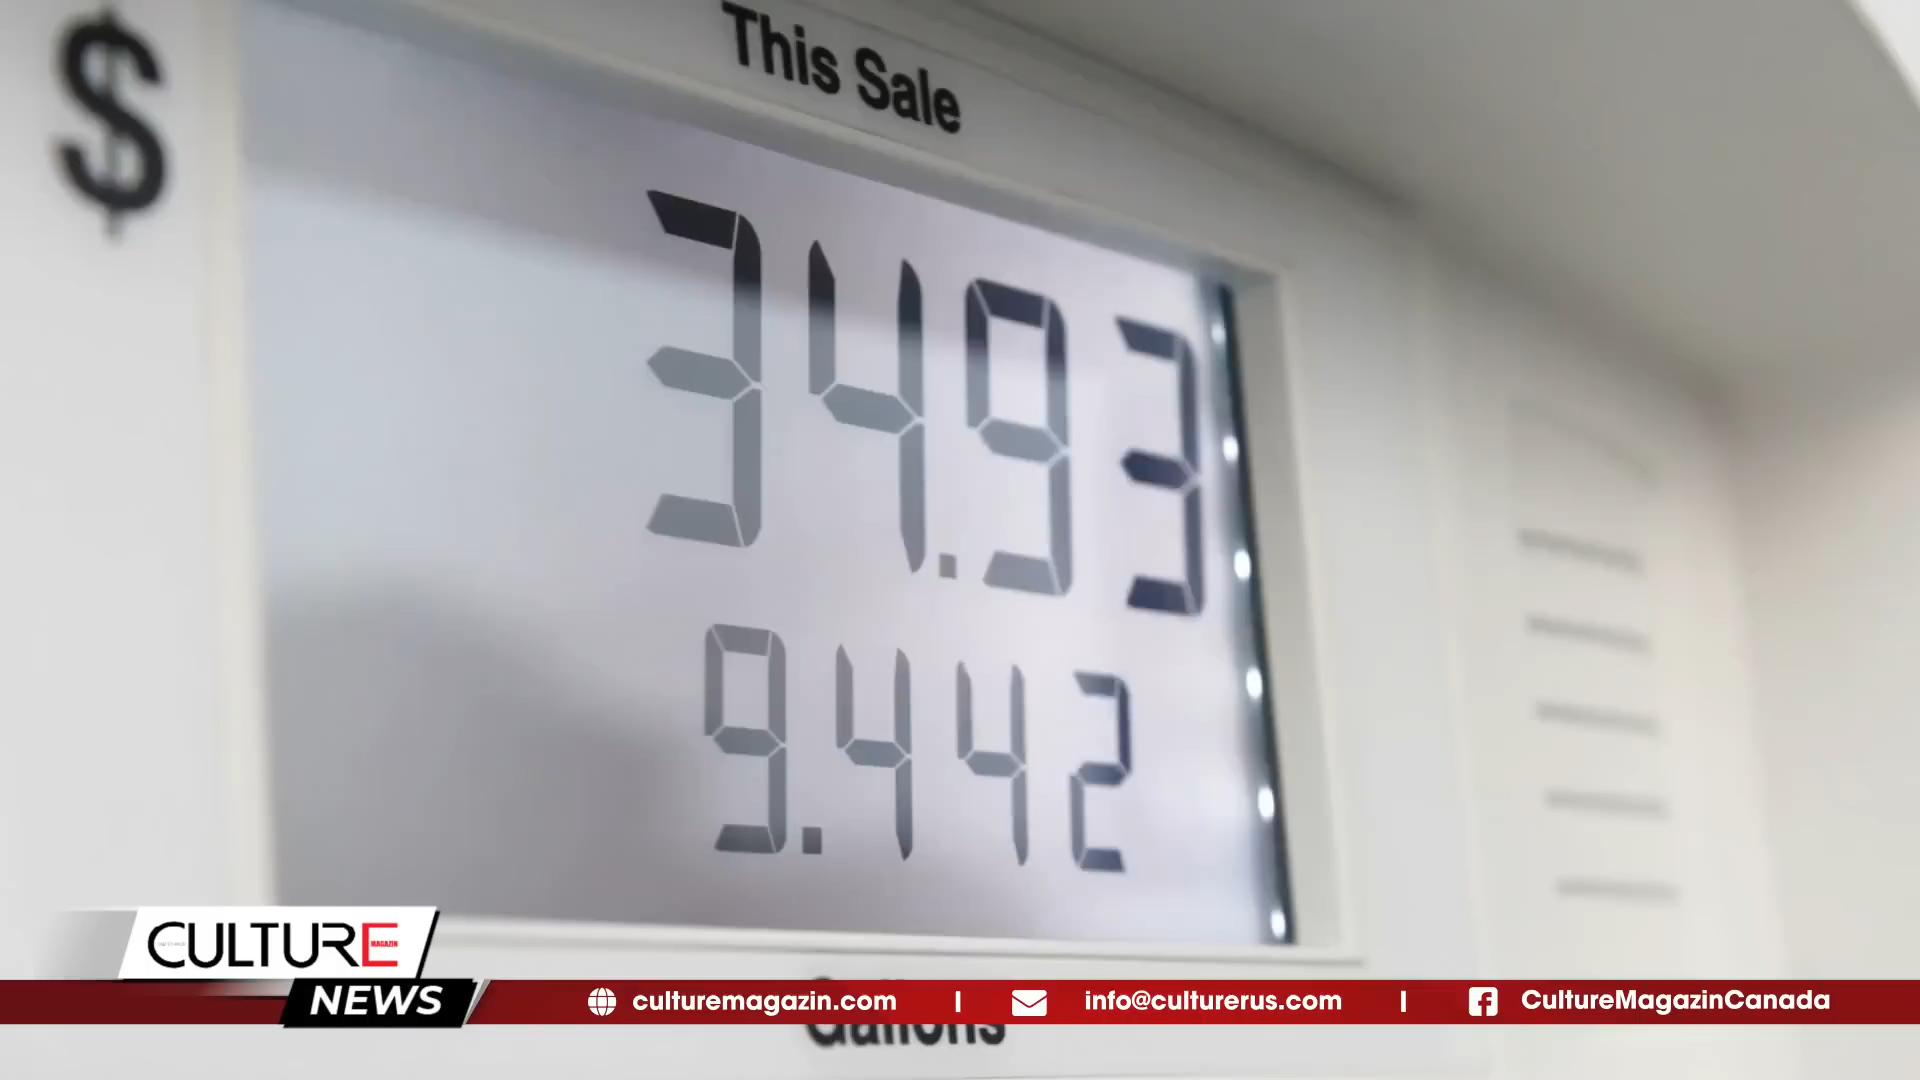 $
This Sale
34.93
9.442
Gallons
CULTURE
MAGAZIN
NEWS
culturemagazin.com | info@culturerus.com | CultureMagazinCanada